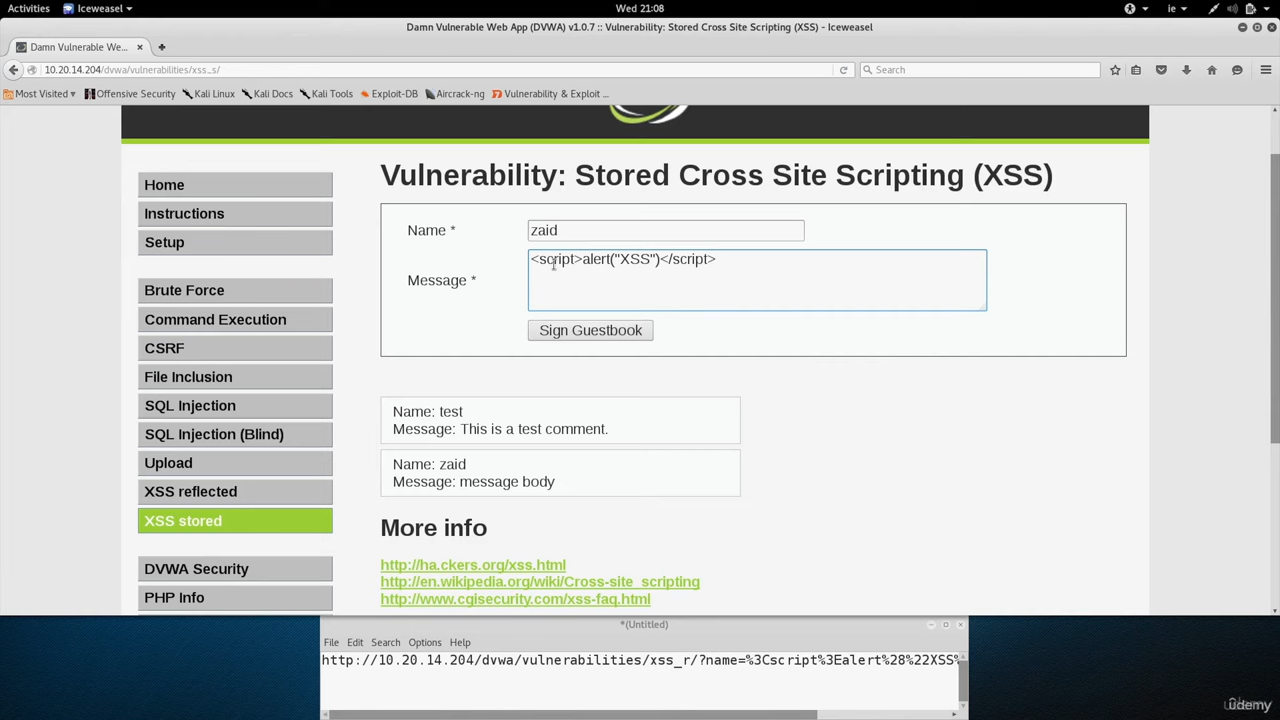 Activities Iceweasel Wed 21:08 ie
Damn Vulnerable Web App (DVWA) v1.0.7 :: Vulnerability: Stored Cross Site Scripting (XSS) - Iceweasel
Damn Vulnerable We...
10.20.14.204/dvwa/vulnerabilities/xss_s/ Search
Most Visited Offensive Security Kali Linux Kali Docs Kali Tools Exploit-DB Aircrack-ng Vulnerability & Exploit ...
Vulnerability: Stored Cross Site Scripting (XSS)
Home
Instructions
Setup
Brute Force
Command Execution
CSRF
File Inclusion
SQL Injection
SQL Injection (Blind)
Upload
XSS reflected
XSS stored
DVWA Security
PHP Info
Name * zaid
Message * <script>alert("XSS")</script>
Sign Guestbook
Name: test
Message: This is a test comment.
Name: zaid
Message: message body
More info
http://ha.ckers.org/xss.html
http://en.wikipedia.org/wiki/Cross-site_scripting
http://www.cgisecurity.com/xss-faq.html
*(Untitled)
File Edit Search Options Help
http://10.20.14.204/dvwa/vulnerabilities/xss_r/?name=%3Cscript%3Ealert%28%22XSS%
udemy